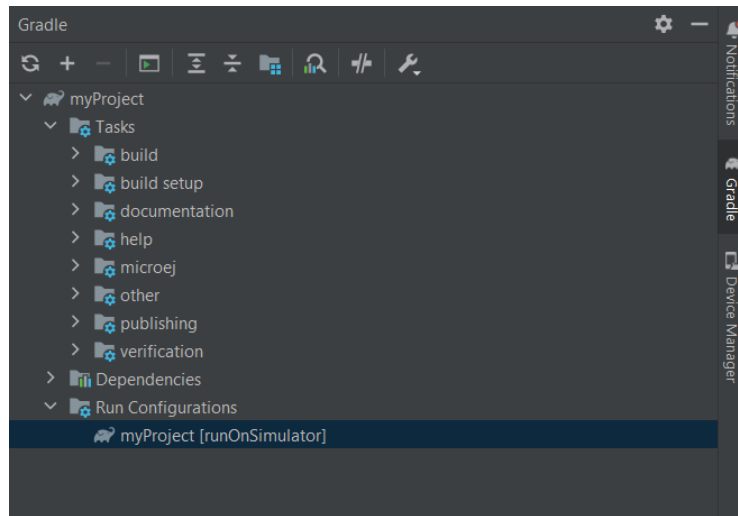 Gradle
myProject
Tasks
build
build setup
documentation
help
microej
other
publishing
verification
Dependencies
Run Configurations
myProject [runOnSimulator]
Notifications
Gradle
Device Manager